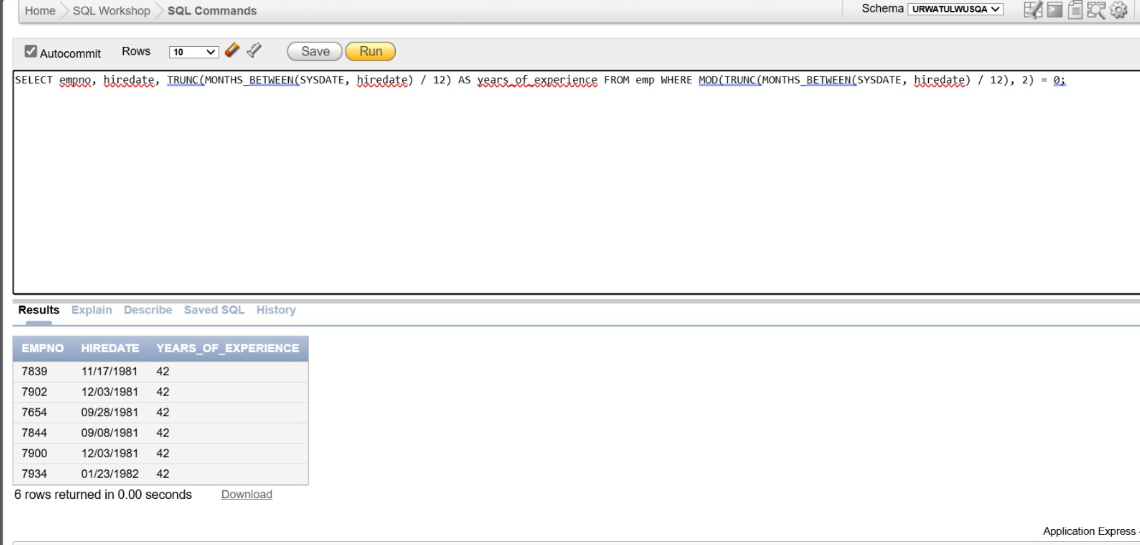 Home SQL Workshop SQL Commands Schema URWATULWUSQA
Autocommit Rows 10 Save Run
SELECT empno, hiredate, TRUNC(MONTHS_BETWEEN(SYSDATE, hiredate) / 12) AS years_of_experience FROM emp WHERE MOD(TRUNC(MONTHS_BETWEEN(SYSDATE, hiredate) / 12), 2) = 0;
Results Explain Describe Saved SQL History
EMPNO HIREDATE YEARS_OF_EXPERIENCE
7839 11/17/1981 42
7902 12/03/1981 42
7654 09/28/1981 42
7844 09/08/1981 42
7900 12/03/1981 42
7934 01/23/1982 42
6 rows returned in 0.00 seconds Download
Application Express